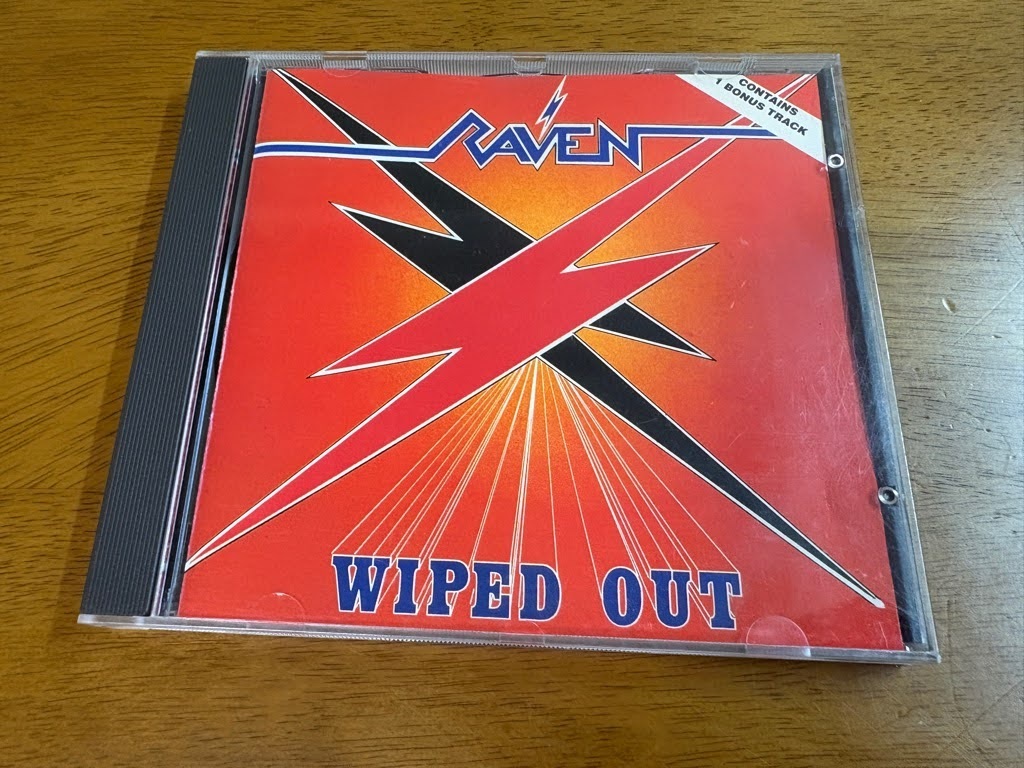 RAVEN
CONTAINS
1 BONUS TRACK
WIPED OUT